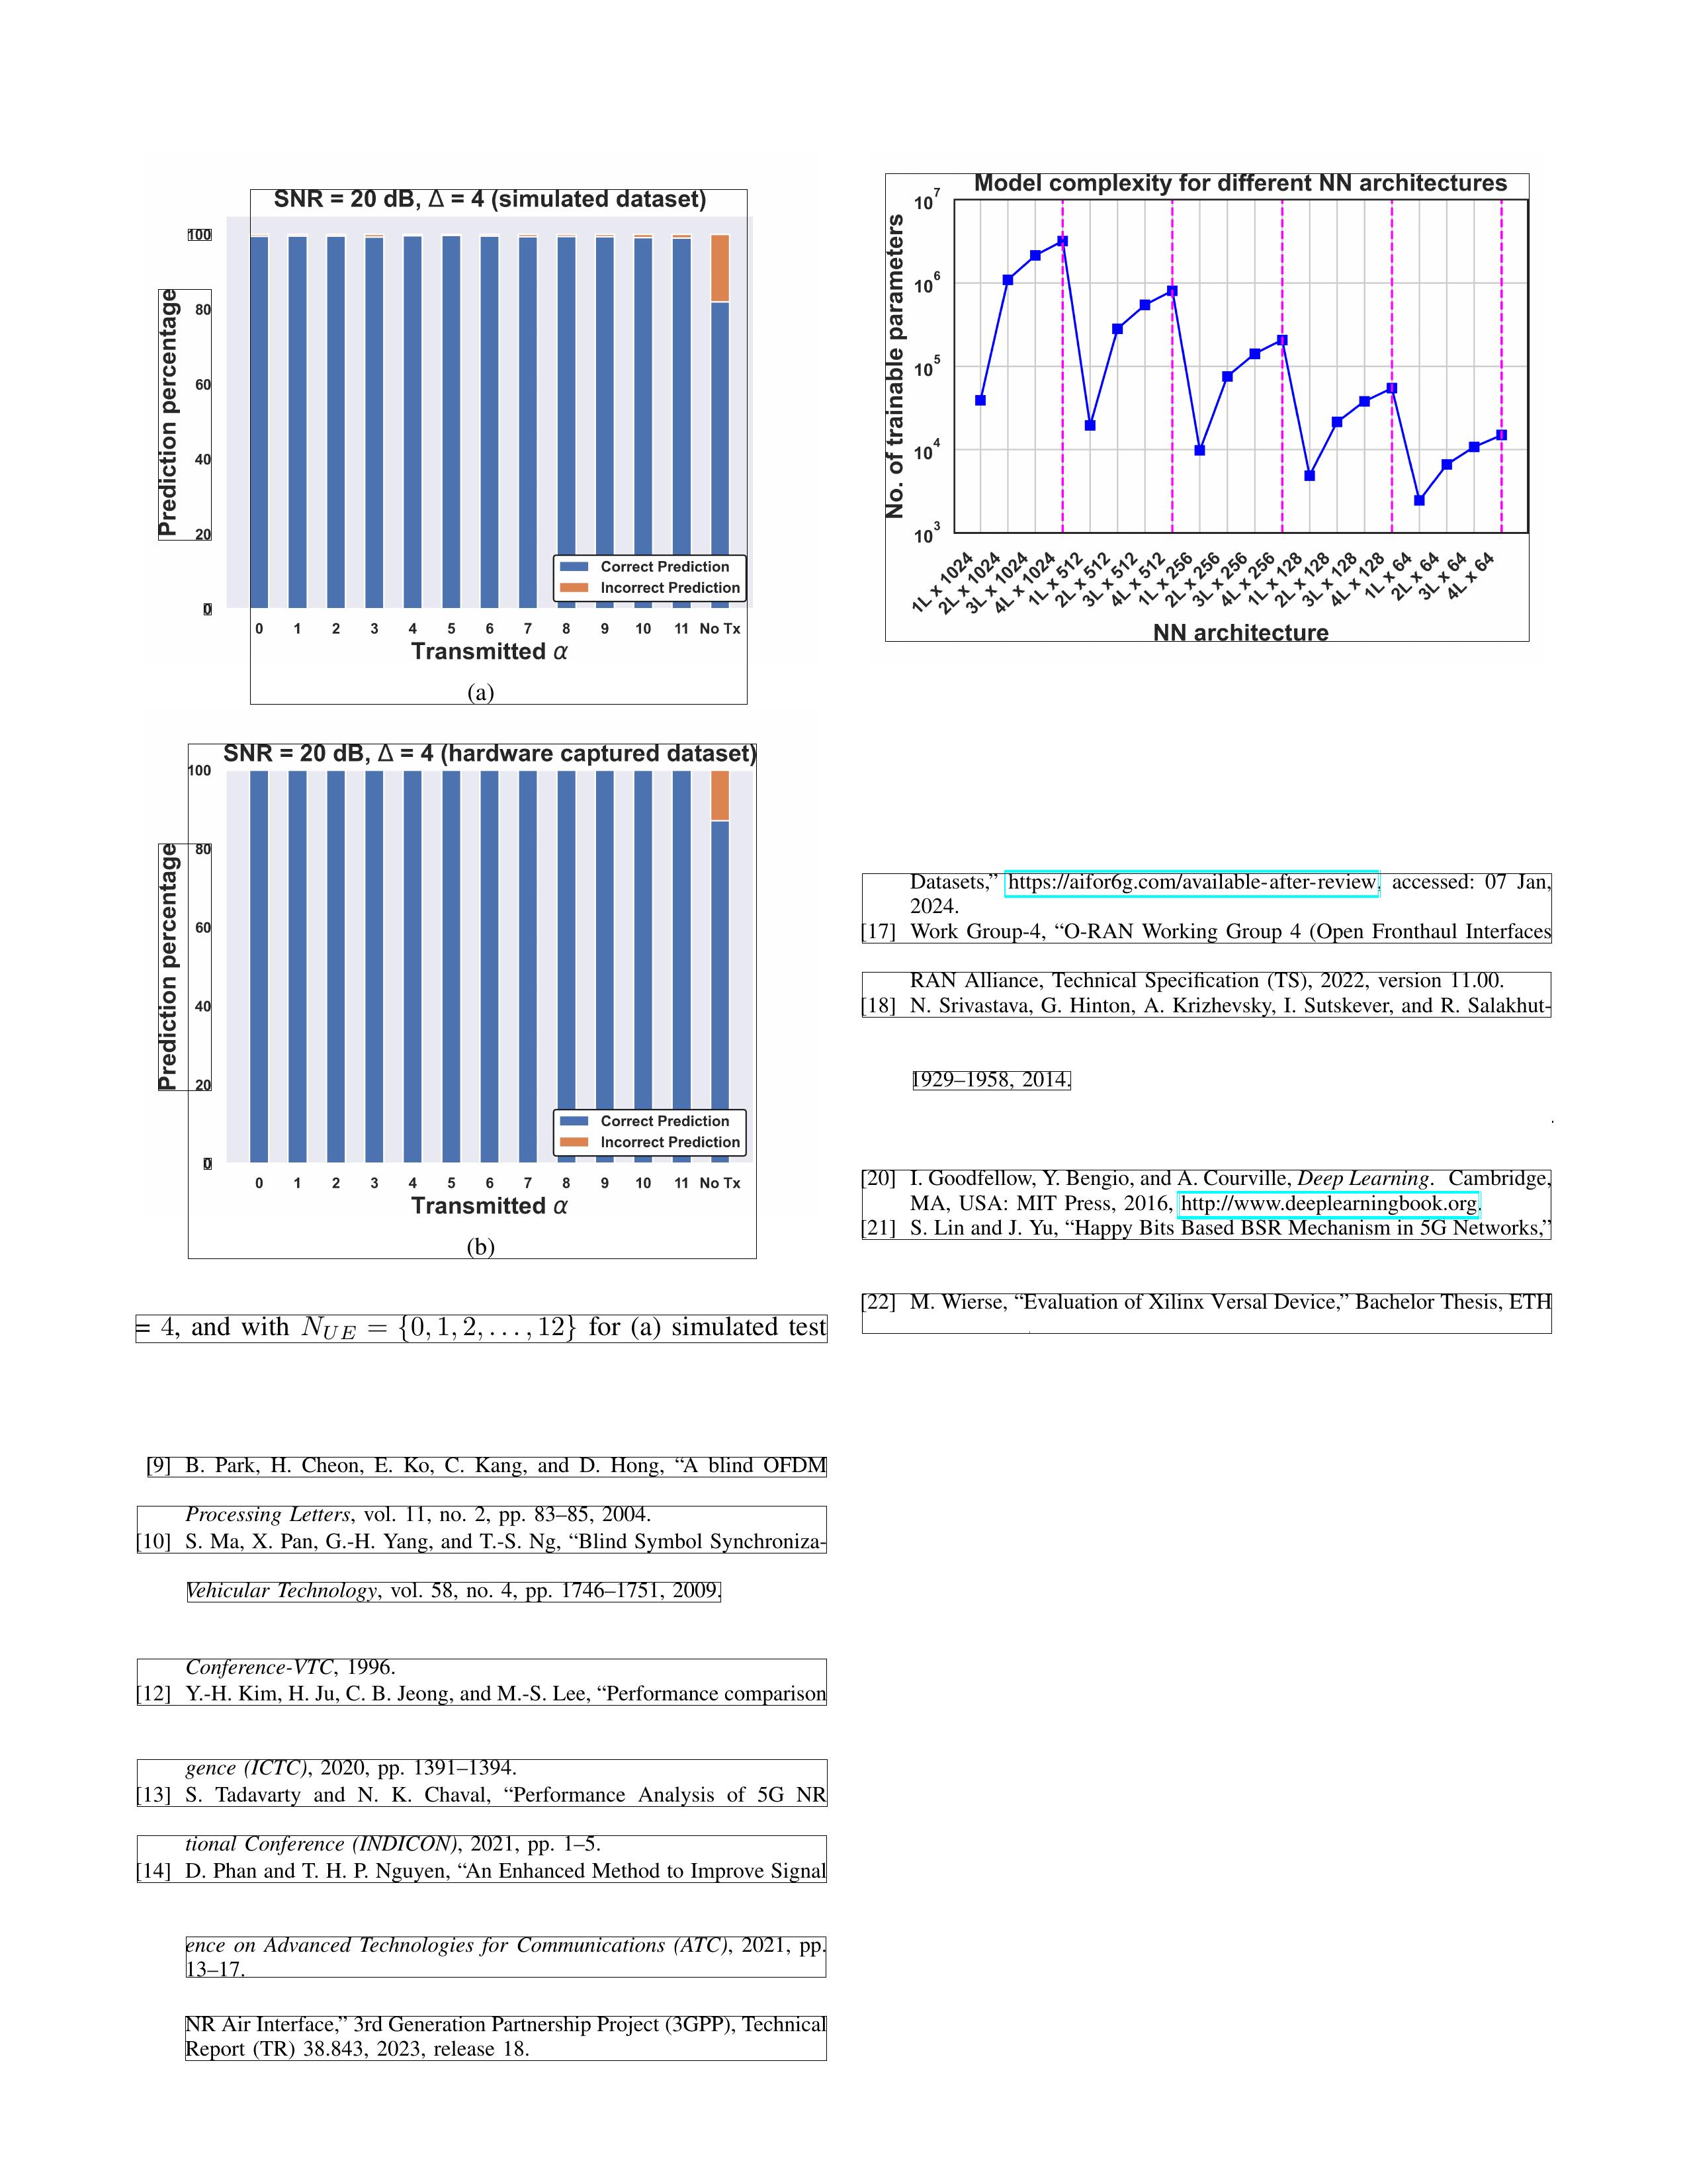 SNR = 20 dB, Δ = 4 (simulated dataset)
Prediction percentage
100
80
60
40
20
0
Correct Prediction
Incorrect Prediction
0 1 2 3 4 5 6 7 8 9 10 11 No Tx
Transmitted α
(a)
SNR = 20 dB, Δ = 4 (hardware captured dataset)
Prediction percentage
100
80
60
40
20
0
Correct Prediction
Incorrect Prediction
0 1 2 3 4 5 6 7 8 9 10 11 No Tx
Transmitted α
(b)
= 4, and with N_{UE} = {0, 1, 2, . . . , 12} for (a) simulated test
[9] B. Park, H. Cheon, E. Ko, C. Kang, and D. Hong, “A blind OFDM
Processing Letters, vol. 11, no. 2, pp. 83–85, 2004.
[10] S. Ma, X. Pan, G.-H. Yang, and T.-S. Ng, “Blind Symbol Synchroniza-
Vehicular Technology, vol. 58, no. 4, pp. 1746–1751, 2009.
Conference-VTC, 1996.
[12] Y.-H. Kim, H. Ju, C. B. Jeong, and M.-S. Lee, “Performance comparison
gence (ICTC), 2020, pp. 1391–1394.
[13] S. Tadavarty and N. K. Chaval, “Performance Analysis of 5G NR
tional Conference (INDICON), 2021, pp. 1–5.
[14] D. Phan and T. H. P. Nguyen, “An Enhanced Method to Improve Signal
ence on Advanced Technologies for Communications (ATC), 2021, pp.
13–17.
NR Air Interface,” 3rd Generation Partnership Project (3GPP), Technical
Report (TR) 38.843, 2023, release 18.
Model complexity for different NN architectures
No. of trainable parameters
10^7
10^6
10^5
10^4
10^3
1L x 1024 2L x 1024 3L x 1024 4L x 1024 1L x 512 2L x 512 3L x 512 4L x 512 1L x 256 2L x 256 3L x 256 4L x 256 1L x 128 2L x 128 3L x 128 4L x 128 1L x 64 2L x 64 3L x 64 4L x 64
NN architecture
Datasets,” https://aifor6g.com/available-after-review, accessed: 07 Jan,
2024.
[17] Work Group-4, “O-RAN Working Group 4 (Open Fronthaul Interfaces
RAN Alliance, Technical Specification (TS), 2022, version 11.00.
[18] N. Srivastava, G. Hinton, A. Krizhevsky, I. Sutskever, and R. Salakhut-
1929–1958, 2014.
[20] I. Goodfellow, Y. Bengio, and A. Courville, Deep Learning. Cambridge,
MA, USA: MIT Press, 2016, http://www.deeplearningbook.org.
[21] S. Lin and J. Yu, “Happy Bits Based BSR Mechanism in 5G Networks,”
[22] M. Wierse, “Evaluation of Xilinx Versal Device,” Bachelor Thesis, ETH